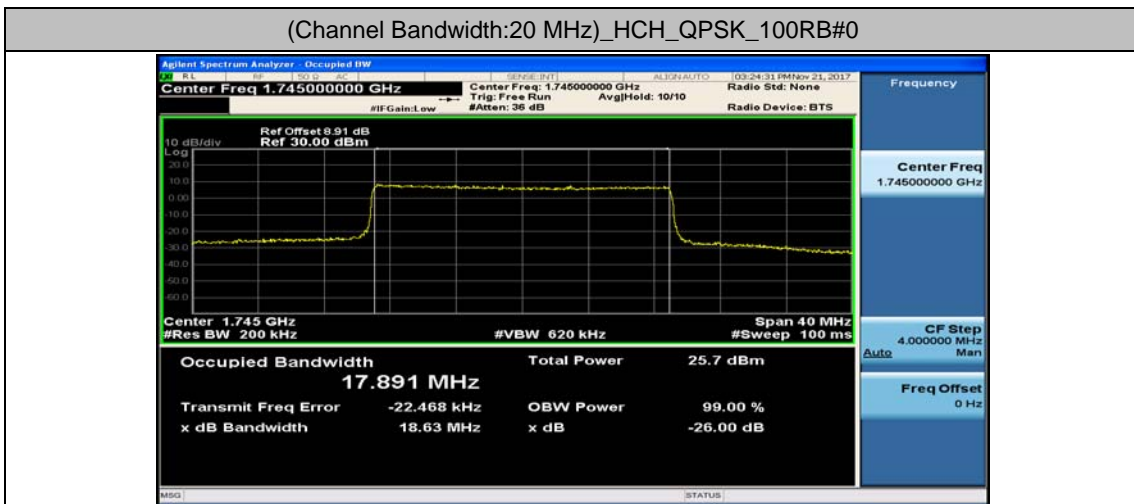 (Channel Bandwidth:20 MHz)_HCH_QPSK_100RB#0
Agilent Spectrum Analyzer - Occupied BW
RL RF 50 Ω AC SENSE:INT ALIGNAUTO 03:24:31 PMNov 21, 2017
Center Freq 1.745000000 GHz
Center Freq: 1.745000000 GHz
Radio Std: None
Trig: Free Run Avg|Hold: 10/10
#IFGain:Low #Atten: 36 dB Radio Device: BTS
Ref Offset 8.91 dB
10 dB/div Ref 30.00 dBm
Log
20.0
10.0
0.00
-10.0
-20.0
-30.0
-40.0
-50.0
-60.0
Center 1.745 GHz Span 40 MHz
#Res BW 200 kHz #VBW 620 kHz #Sweep 100 ms
Occupied Bandwidth Total Power 25.7 dBm
17.891 MHz
Transmit Freq Error -22.468 kHz OBW Power 99.00 %
x dB Bandwidth 18.63 MHz x dB -26.00 dB
Frequency
Center Freq
1.745000000 GHz
CF Step
4.000000 MHz
Auto Man
Freq Offset
0 Hz
MSG STATUS